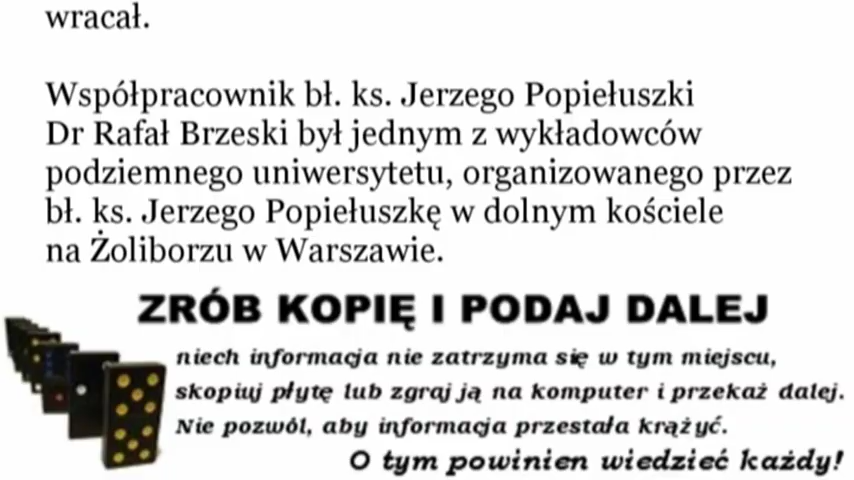 wracał.
Współpracownik bł. ks. Jerzego Popiełuszki
Dr Rafał Brzeski był jednym z wykładowców
podziemnego uniwersytetu, organizowanego przez
bł. ks. Jerzego Popiełuszkę w dolnym kościele
na Żoliborzu w Warszawie.
ZRÓB KOPIĘ I PODAJ DALEJ
niech informacja nie zatrzyma się w tym miejscu,
skopiuj płytę lub zgraj ją na komputer i przekaż dalej.
Nie pozwól, aby informacja przestała krążyć.
O tym powinien wiedzieć każdy!